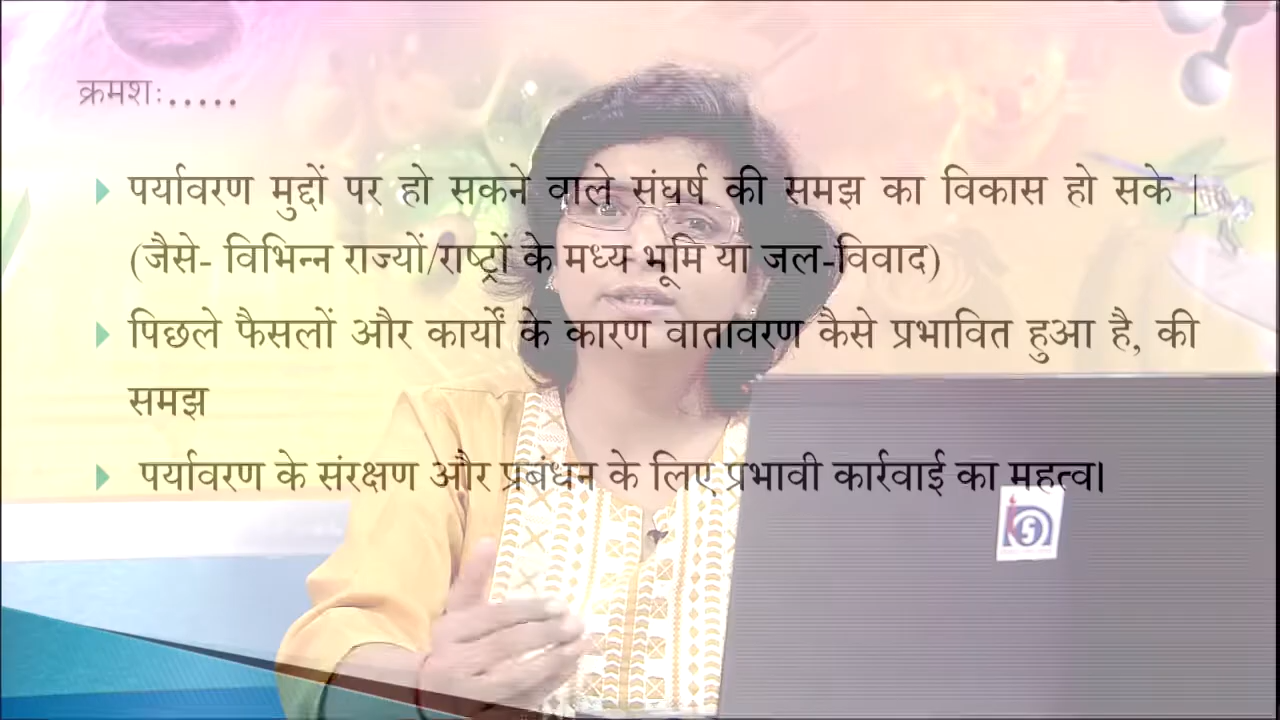 क्रमशः.....
पर्यावरण मुद्दों पर हो सकने वाले संघर्ष की समझ का विकास हो सके |
(जैसे- विभिन्न राज्यों/राष्ट्रों के मध्य भूमि या जल-विवाद)
पिछले फैसलों और कार्यों के कारण वातावरण कैसे प्रभावित हुआ है, की
समझ
पर्यावरण के संरक्षण और प्रबंधन के लिए प्रभावी कार्रवाई का महत्व।